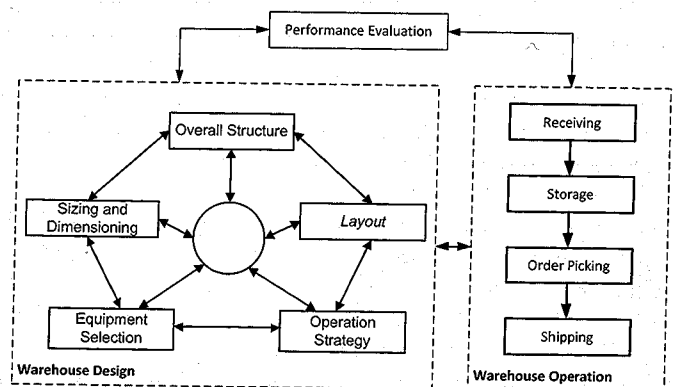 Performance Evaluation
Overall Structure
Sizing and
Dimensioning
Layout
Equipment
Selection
Operation
Strategy
Warehouse Design
Receiving
Storage
Order Picking
Shipping
Warehouse Operation